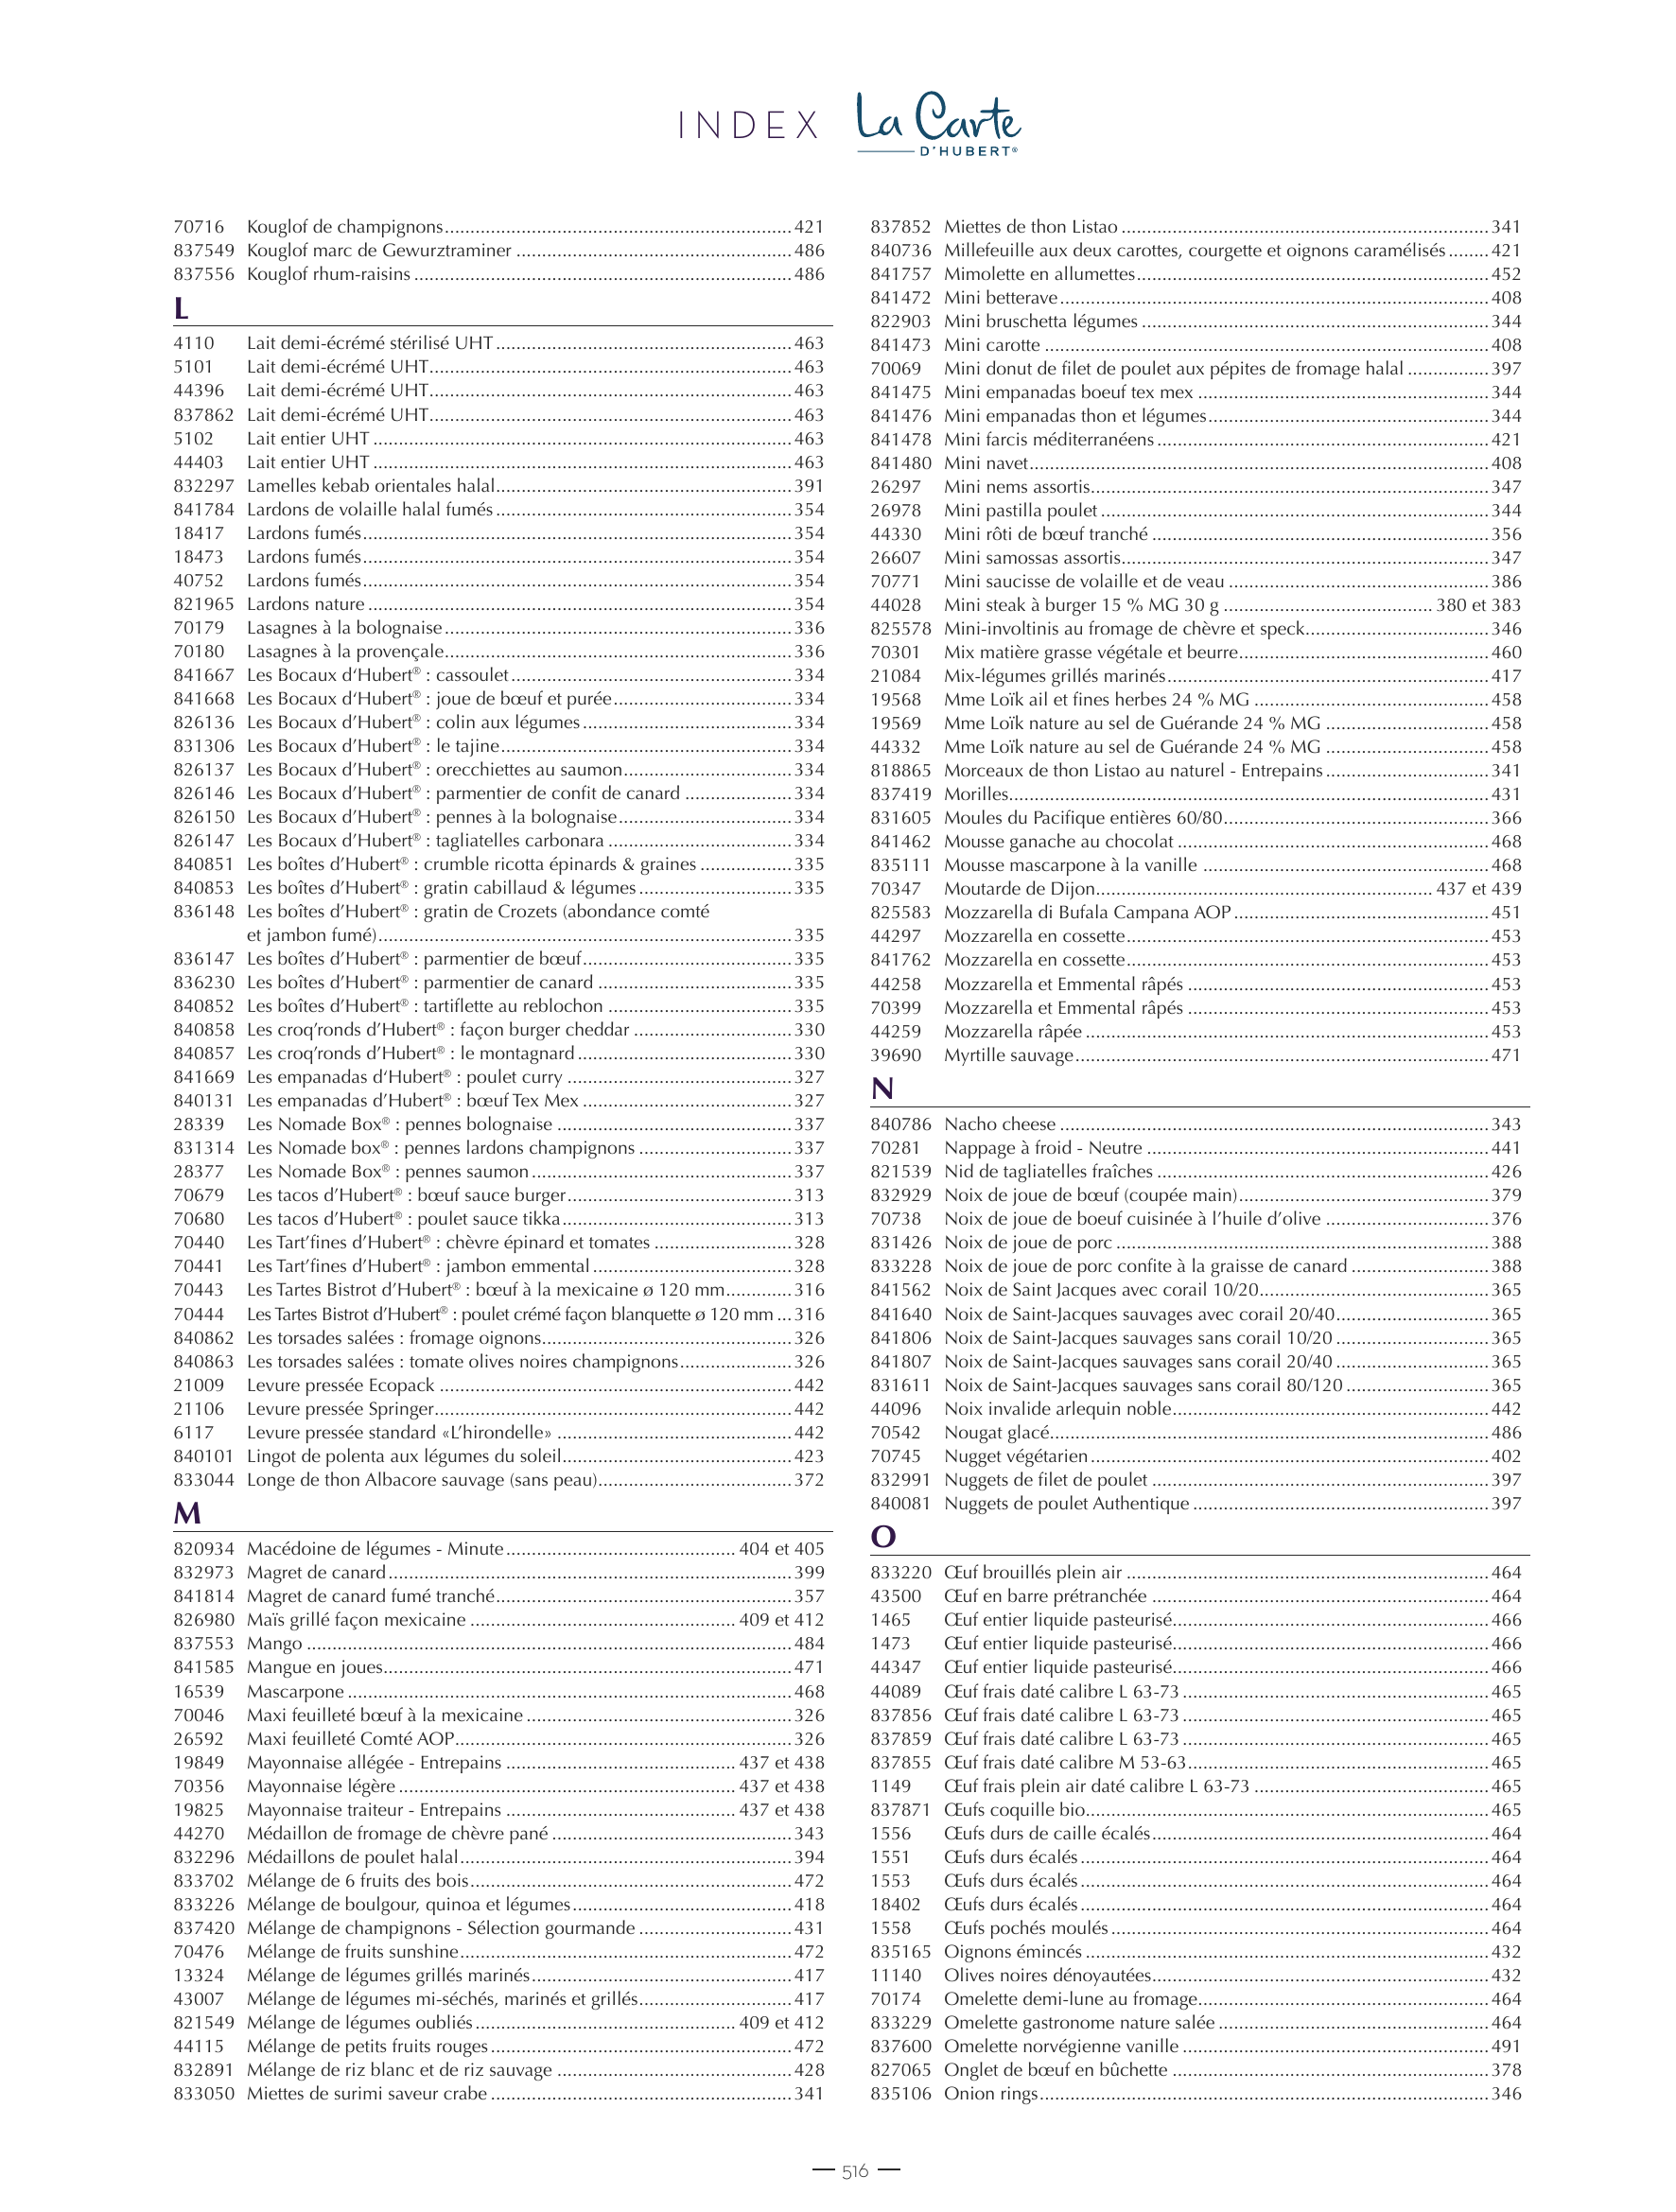 INDEX La Carte
D'HUBERT®
70716 Kouglof de champignons....................................................................421
837549 Kouglof marc de Gewurztraminer ......................................................486
837556 Kouglof rhum-raisins ..........................................................................486
L
4110 Lait demi-écrémé stérilisé UHT..........................................................463
5101 Lait demi-écrémé UHT.......................................................................463
44396 Lait demi-écrémé UHT.......................................................................463
837862 Lait demi-écrémé UHT.......................................................................463
5102 Lait entier UHT ..................................................................................463
44403 Lait entier UHT ..................................................................................463
832297 Lamelles kebab orientales halal..........................................................391
841784 Lardons de volaille halal fumés..........................................................354
18417 Lardons fumés....................................................................................354
18473 Lardons fumés....................................................................................354
40752 Lardons fumés....................................................................................354
821965 Lardons nature ...................................................................................354
70179 Lasagnes à la bolognaise....................................................................336
70180 Lasagnes à la provençale....................................................................336
841667 Les Bocaux d‘Hubert® : cassoulet.......................................................334
841668 Les Bocaux d‘Hubert® : joue de bœuf et purée...................................334
826136 Les Bocaux d’Hubert® : colin aux légumes.........................................334
831306 Les Bocaux d’Hubert® : le tajine.........................................................334
826137 Les Bocaux d’Hubert® : orecchiettes au saumon.................................334
826146 Les Bocaux d’Hubert® : parmentier de confit de canard .....................334
826150 Les Bocaux d’Hubert® : pennes à la bolognaise..................................334
826147 Les Bocaux d’Hubert® : tagliatelles carbonara ....................................334
840851 Les boîtes d’Hubert® : crumble ricotta épinards & graines ..................335
840853 Les boîtes d’Hubert® : gratin cabillaud & légumes..............................335
836148 Les boîtes d’Hubert® : gratin de Crozets (abondance comté
et jambon fumé).................................................................................335
836147 Les boîtes d’Hubert® : parmentier de bœuf.........................................335
836230 Les boîtes d’Hubert® : parmentier de canard ......................................335
840852 Les boîtes d’Hubert® : tartiflette au reblochon ....................................335
840858 Les croq’ronds d’Hubert® : façon burger cheddar ...............................330
840857 Les croq’ronds d’Hubert® : le montagnard..........................................330
841669 Les empanadas d‘Hubert® : poulet curry ............................................327
840131 Les empanadas d’Hubert® : bœuf Tex Mex .........................................327
28339 Les Nomade Box® : pennes bolognaise ..............................................337
831314 Les Nomade box® : pennes lardons champignons ..............................337
28377 Les Nomade Box® : pennes saumon...................................................337
70679 Les tacos d’Hubert® : bœuf sauce burger............................................313
70680 Les tacos d’Hubert® : poulet sauce tikka.............................................313
70440 Les Tart’fines d’Hubert® : chèvre épinard et tomates ...........................328
70441 Les Tart’fines d’Hubert® : jambon emmental.......................................328
70443 Les Tartes Bistrot d’Hubert® : bœuf à la mexicaine ø 120 mm.............316
70444 Les Tartes Bistrot d’Hubert® : poulet crémé façon blanquette ø 120 mm ...316
840862 Les torsades salées : fromage oignons.................................................326
840863 Les torsades salées : tomate olives noires champignons......................326
21009 Levure pressée Ecopack .....................................................................442
21106 Levure pressée Springer......................................................................442
6117 Levure pressée standard «L’hirondelle» ..............................................442
840101 Lingot de polenta aux légumes du soleil.............................................423
833044 Longe de thon Albacore sauvage (sans peau)......................................372
M
820934 Macédoine de légumes - Minute............................................. 404 et 405
832973 Magret de canard...............................................................................399
841814 Magret de canard fumé tranché..........................................................357
826980 Maïs grillé façon mexicaine .................................................... 409 et 412
837553 Mango ...............................................................................................484
841585 Mangue en joues................................................................................471
16539 Mascarpone .......................................................................................468
70046 Maxi feuilleté bœuf à la mexicaine ....................................................326
26592 Maxi feuilleté Comté AOP..................................................................326
19849 Mayonnaise allégée - Entrepains ............................................. 437 et 438
70356 Mayonnaise légère .................................................................. 437 et 438
19825 Mayonnaise traiteur - Entrepains ............................................. 437 et 438
44270 Médaillon de fromage de chèvre pané ...............................................343
832296 Médaillons de poulet halal.................................................................394
833702 Mélange de 6 fruits des bois...............................................................472
833226 Mélange de boulgour, quinoa et légumes...........................................418
837420 Mélange de champignons - Sélection gourmande ..............................431
70476 Mélange de fruits sunshine.................................................................472
13324 Mélange de légumes grillés marinés...................................................417
43007 Mélange de légumes mi-séchés, marinés et grillés..............................417
821549 Mélange de légumes oubliés................................................... 409 et 412
44115 Mélange de petits fruits rouges...........................................................472
832891 Mélange de riz blanc et de riz sauvage ..............................................428
833050 Miettes de surimi saveur crabe ...........................................................341
837852 Miettes de thon Listao ........................................................................341
840736 Millefeuille aux deux carottes, courgette et oignons caramélisés........421
841757 Mimolette en allumettes.....................................................................452
841472 Mini betterave....................................................................................408
822903 Mini bruschetta légumes ....................................................................344
841473 Mini carotte .......................................................................................408
70069 Mini donut de filet de poulet aux pépites de fromage halal ................397
841475 Mini empanadas boeuf tex mex .........................................................344
841476 Mini empanadas thon et légumes.......................................................344
841478 Mini farcis méditerranéens.................................................................421
841480 Mini navet..........................................................................................408
26297 Mini nems assortis..............................................................................347
26978 Mini pastilla poulet ............................................................................344
44330 Mini rôti de bœuf tranché ..................................................................356
26607 Mini samossas assortis........................................................................347
70771 Mini saucisse de volaille et de veau ...................................................386
44028 Mini steak à burger 15 % MG 30 g ......................................... 380 et 383
825578 Mini-involtinis au fromage de chèvre et speck....................................346
70301 Mix matière grasse végétale et beurre.................................................460
21084 Mix-légumes grillés marinés...............................................................417
19568 Mme Loïk ail et fines herbes 24 % MG ..............................................458
19569 Mme Loïk nature au sel de Guérande 24 % MG ................................458
44332 Mme Loïk nature au sel de Guérande 24 % MG ................................458
818865 Morceaux de thon Listao au naturel - Entrepains................................341
837419 Morilles..............................................................................................431
831605 Moules du Pacifique entières 60/80....................................................366
841462 Mousse ganache au chocolat .............................................................468
835111 Mousse mascarpone à la vanille ........................................................468
70347 Moutarde de Dijon.................................................................. 437 et 439
825583 Mozzarella di Bufala Campana AOP..................................................451
44297 Mozzarella en cossette.......................................................................453
841762 Mozzarella en cossette.......................................................................453
44258 Mozzarella et Emmental râpés ...........................................................453
70399 Mozzarella et Emmental râpés ...........................................................453
44259 Mozzarella râpée ...............................................................................453
39690 Myrtille sauvage.................................................................................471
N
840786 Nacho cheese ....................................................................................343
70281 Nappage à froid - Neutre ...................................................................441
821539 Nid de tagliatelles fraîches .................................................................426
832929 Noix de joue de bœuf (coupée main).................................................379
70738 Noix de joue de boeuf cuisinée à l’huile d’olive ................................376
831426 Noix de joue de porc .........................................................................388
833228 Noix de joue de porc confite à la graisse de canard...........................388
841562 Noix de Saint Jacques avec corail 10/20.............................................365
841640 Noix de Saint-Jacques sauvages avec corail 20/40..............................365
841806 Noix de Saint-Jacques sauvages sans corail 10/20 ..............................365
841807 Noix de Saint-Jacques sauvages sans corail 20/40 ..............................365
831611 Noix de Saint-Jacques sauvages sans corail 80/120 ............................365
44096 Noix invalide arlequin noble..............................................................442
70542 Nougat glacé......................................................................................486
70745 Nugget végétarien..............................................................................402
832991 Nuggets de filet de poulet ..................................................................397
840081 Nuggets de poulet Authentique ..........................................................397
O
833220 Œuf brouillés plein air .......................................................................464
43500 Œuf en barre prétranchée ..................................................................464
1465 Œuf entier liquide pasteurisé..............................................................466
1473 Œuf entier liquide pasteurisé..............................................................466
44347 Œuf entier liquide pasteurisé..............................................................466
44089 Œuf frais daté calibre L 63-73............................................................465
837856 Œuf frais daté calibre L 63-73............................................................465
837859 Œuf frais daté calibre L 63-73............................................................465
837855 Œuf frais daté calibre M 53-63...........................................................465
1149 Œuf frais plein air daté calibre L 63-73 ..............................................465
837871 Œufs coquille bio...............................................................................465
1556 Œufs durs de caille écalés..................................................................464
1551 Œufs durs écalés................................................................................464
1553 Œufs durs écalés................................................................................464
18402 Œufs durs écalés................................................................................464
1558 Œufs pochés moulés..........................................................................464
835165 Oignons émincés ...............................................................................432
11140 Olives noires dénoyautées..................................................................432
70174 Omelette demi-lune au fromage.........................................................464
833229 Omelette gastronome nature salée .....................................................464
837600 Omelette norvégienne vanille ............................................................491
827065 Onglet de bœuf en bûchette ..............................................................378
835106 Onion rings........................................................................................346
— 516 —